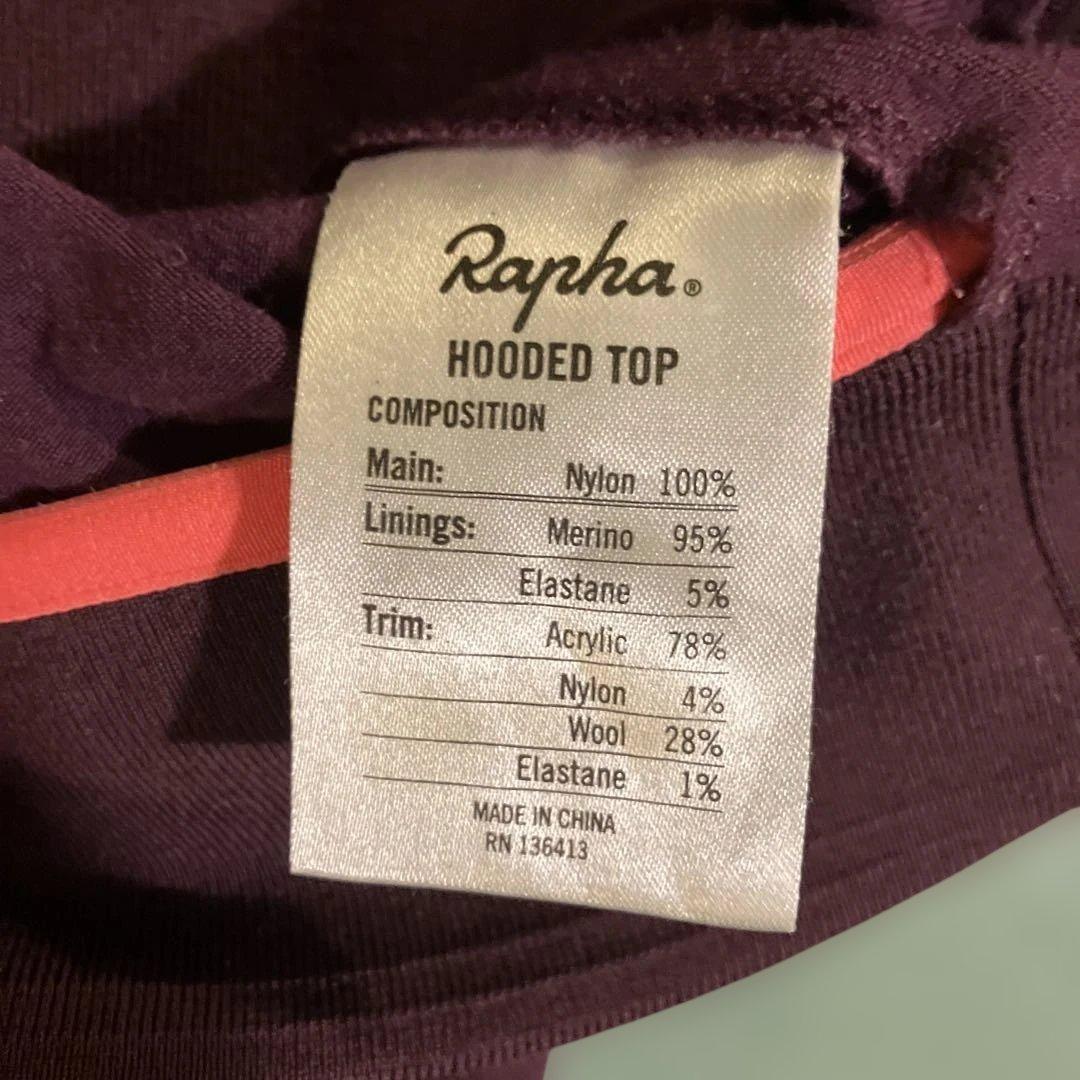 Rapha®
HOODED TOP
COMPOSITION
Main: Nylon 100%
Linings: Merino 95%
Elastane 5%
Trim: Acrylic 78%
Nylon 4%
Wool 28%
Elastane 1%
MADE IN CHINA
RN 136413